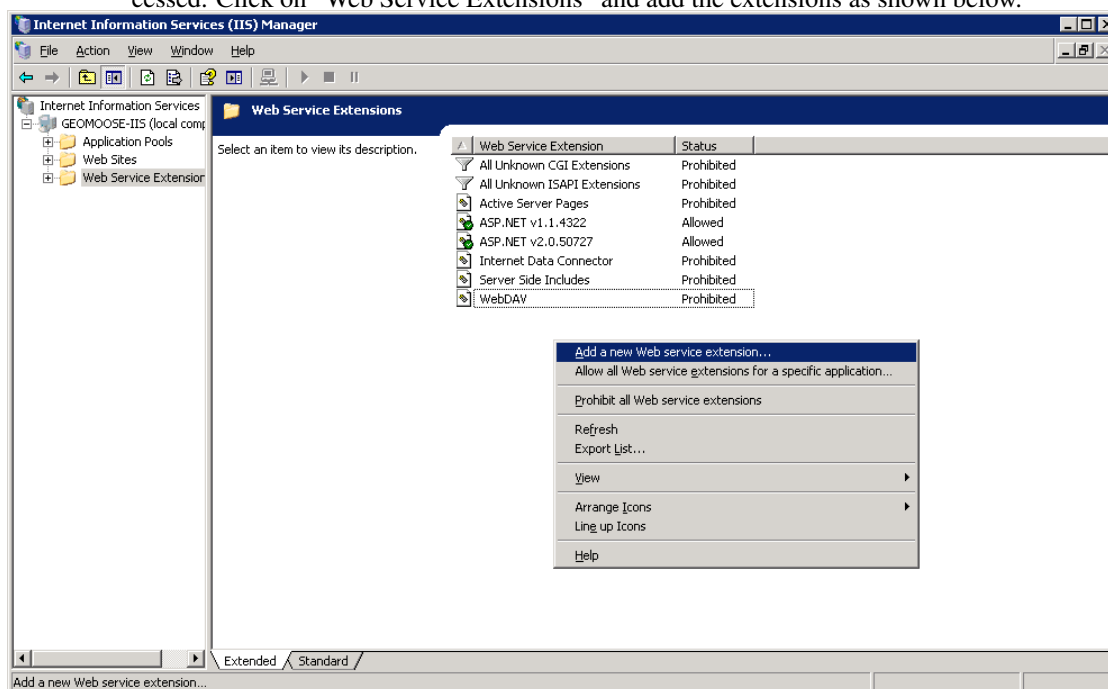 cessed. Click on "Web Service Extensions" and add the extensions as shown below.
Internet Information Services (IIS) Manager
File Action View Window Help
Internet Information Services
GEOMOOSE-IIS (local comp
Application Pools
Web Sites
Web Service Extension
Web Service Extensions
Select an item to view its description.
Web Service Extension Status
All Unknown CGI Extensions Prohibited
All Unknown ISAPI Extensions Prohibited
Active Server Pages Prohibited
ASP.NET v1.1.4322 Allowed
ASP.NET v2.0.50727 Allowed
Internet Data Connector Prohibited
Server Side Includes Prohibited
WebDAV Prohibited
Add a new Web service extension...
Allow all Web service extensions for a specific application...
Prohibit all Web service extensions
Refresh
Export List...
View
Arrange Icons
Line up Icons
Help
Extended Standard
Add a new Web service extension...